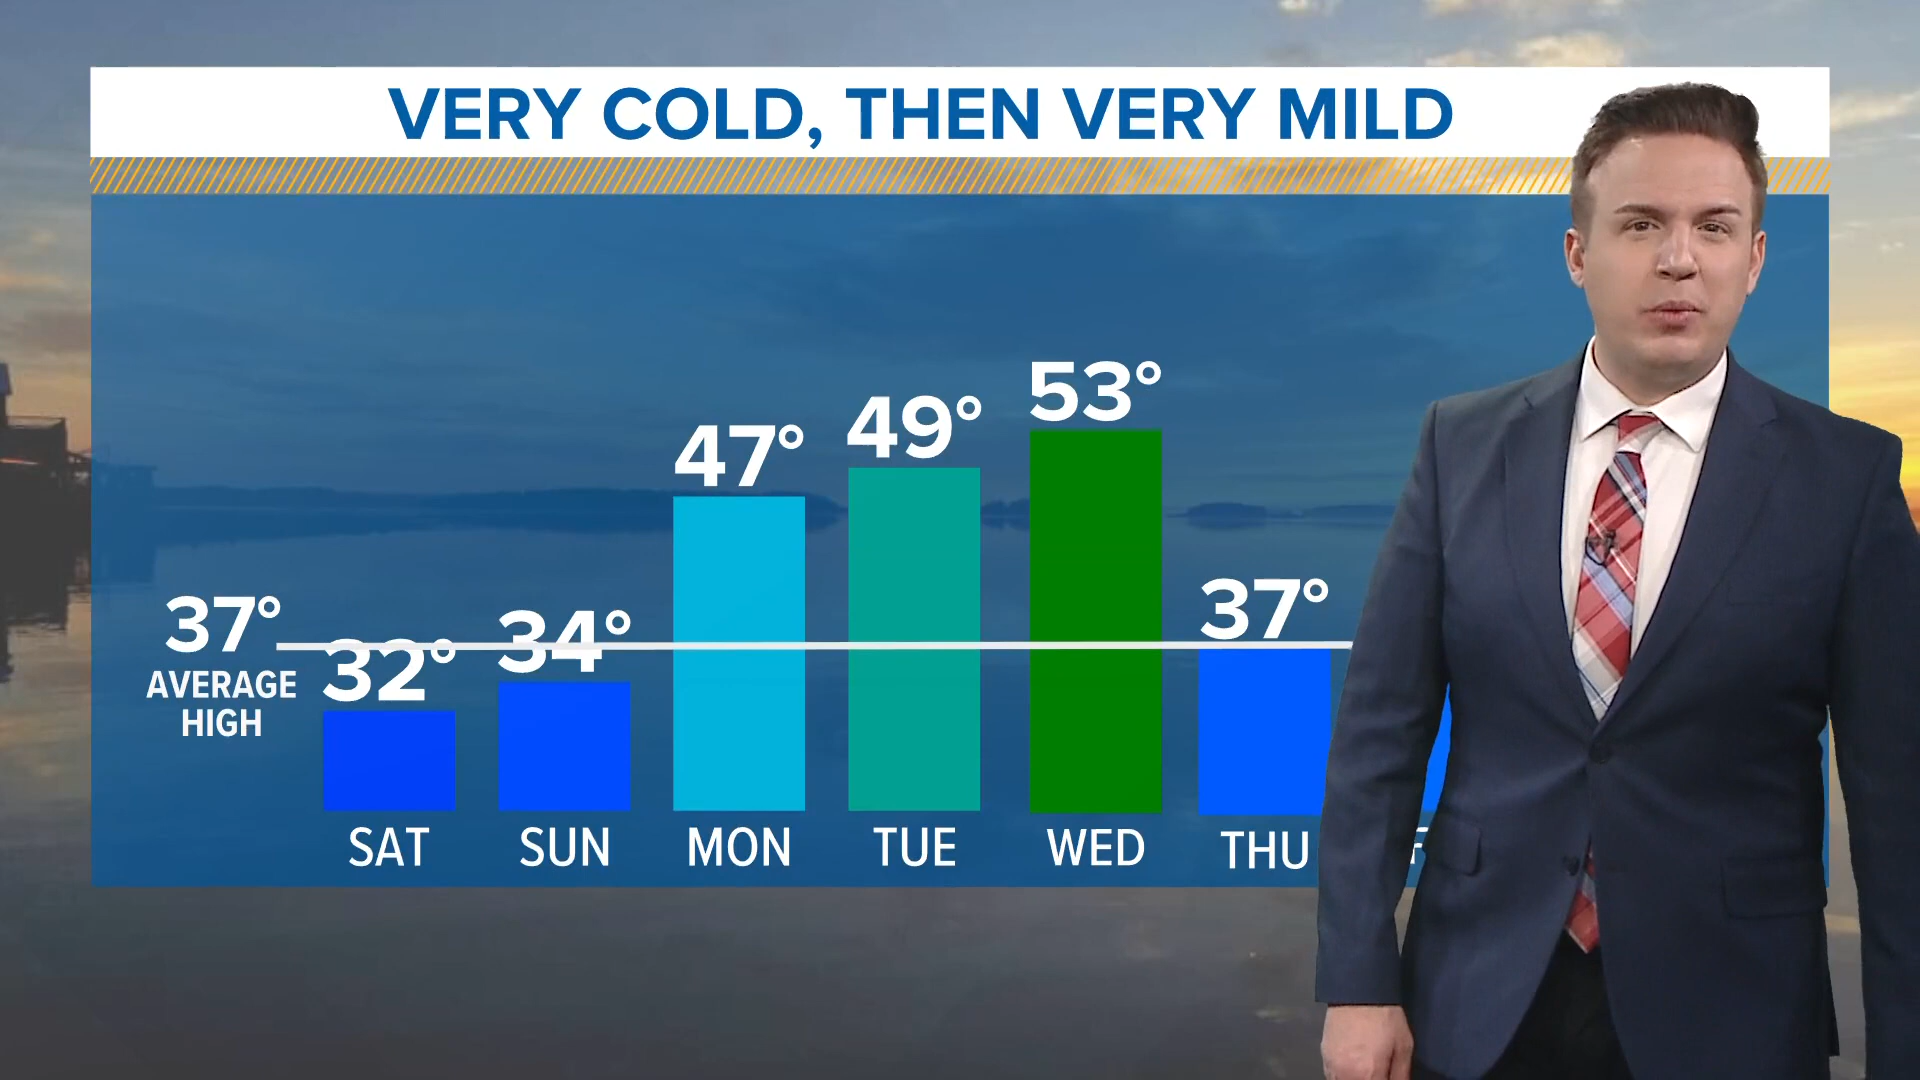 VERY COLD, THEN VERY MILD
53°
49°
47°
37°
37°
34°
32°
AVERAGE
HIGH
SAT SUN MON TUE WED THU